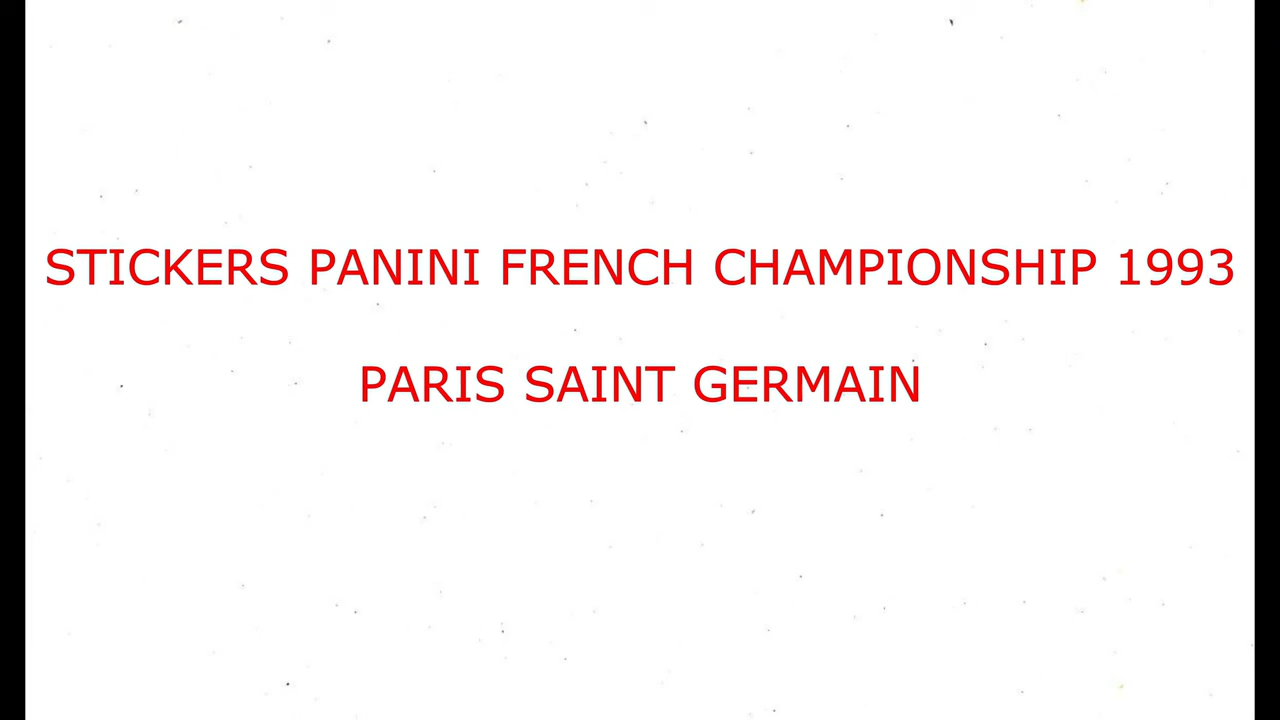 STICKERS PANINI FRENCH CHAMPIONSHIP 1993
PARIS SAINT GERMAIN